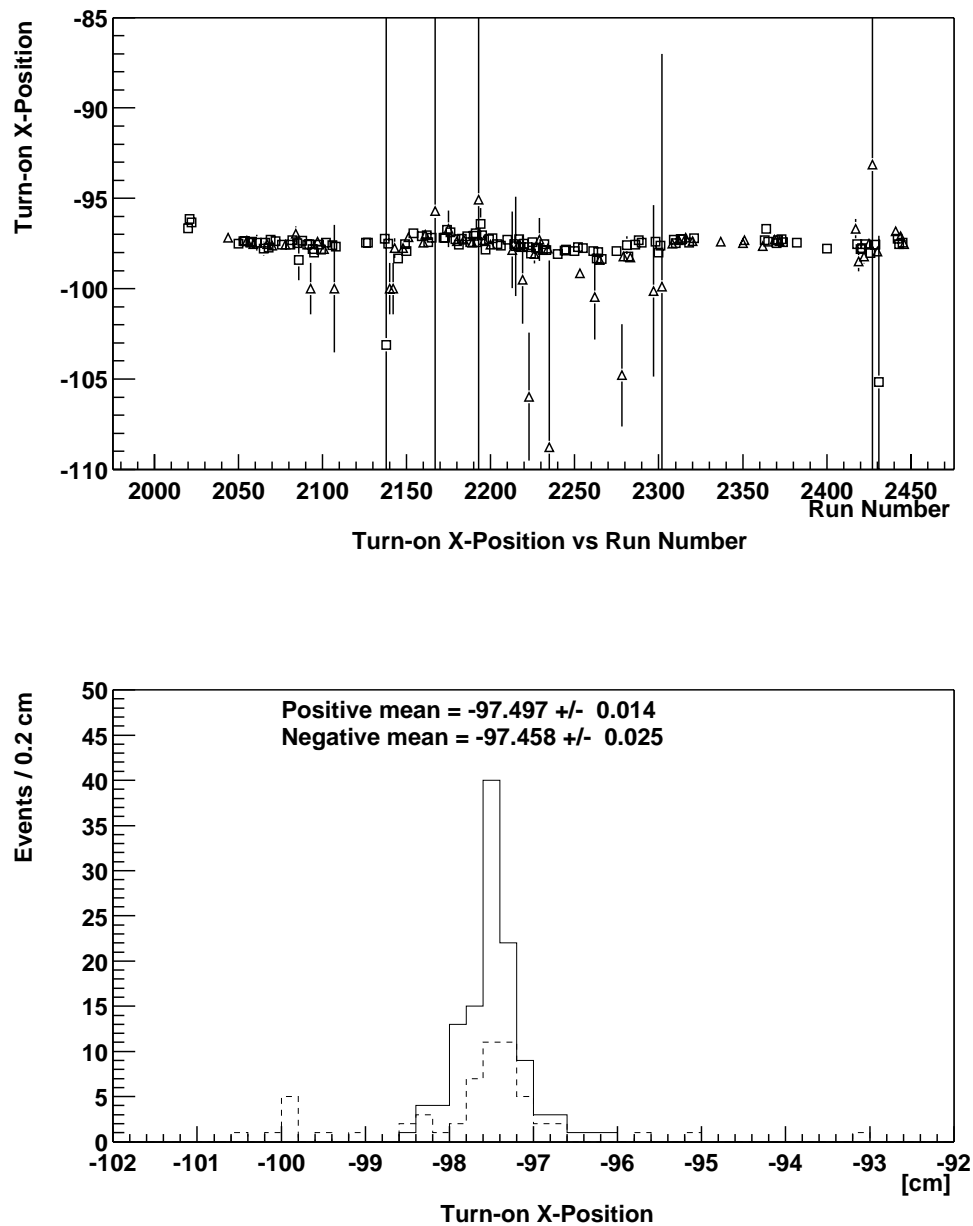 Turn-on X-Position
-85
-90
-95
-100
-105
-110
2000 2050 2100 2150 2200 2250 2300 2350 2400 2450
Run Number
Turn-on X-Position vs Run Number
Events / 0.2 cm
50
45
40
35
30
25
20
15
10
5
0
Positive mean = -97.497 +/- 0.014
Negative mean = -97.458 +/- 0.025
-102 -101 -100 -99 -98 -97 -96 -95 -94 -93 -92
[cm]
Turn-on X-Position